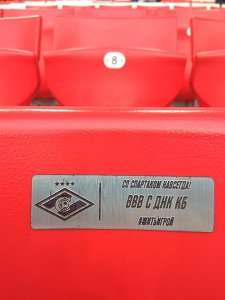 8
СО СПАРТАКОМ НАВСЕГДА!
ВВВ С ДНК КБ
#ЖИТЬИГРОЙ